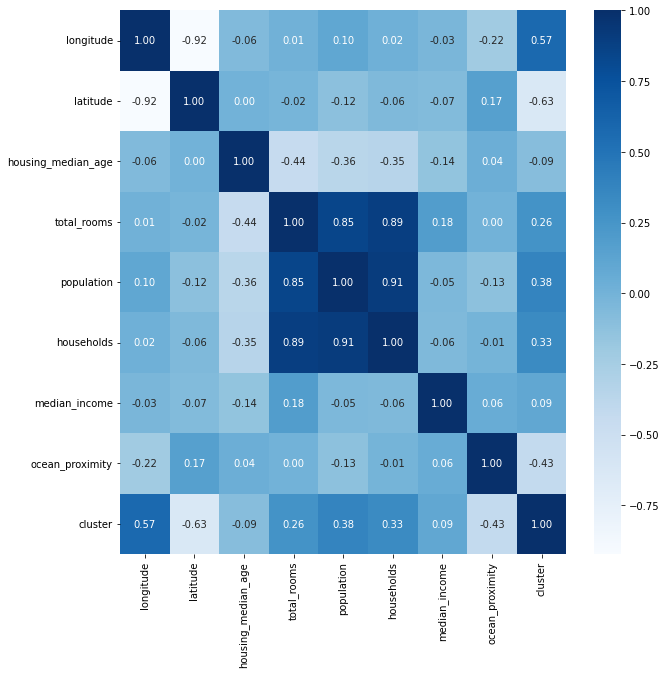 longitude 1.00 -0.92 -0.06 0.01 0.10 0.02 -0.03 -0.22 0.57
latitude -0.92 1.00 0.00 -0.02 -0.12 -0.06 -0.07 0.17 -0.63
housing_median_age -0.06 0.00 1.00 -0.44 -0.36 -0.35 -0.14 0.04 -0.09
total_rooms 0.01 -0.02 -0.44 1.00 0.85 0.89 0.18 0.00 0.26
population 0.10 -0.12 -0.36 0.85 1.00 0.91 -0.05 -0.13 0.38
households 0.02 -0.06 -0.35 0.89 0.91 1.00 -0.06 -0.01 0.33
median_income -0.03 -0.07 -0.14 0.18 -0.05 -0.06 1.00 0.06 0.09
ocean_proximity -0.22 0.17 0.04 0.00 -0.13 -0.01 0.06 1.00 -0.43
cluster 0.57 -0.63 -0.09 0.26 0.38 0.33 0.09 -0.43 1.00
longitude
latitude
housing_median_age
total_rooms
population
households
median_income
ocean_proximity
cluster
1.00
0.75
0.50
0.25
0.00
−0.25
−0.50
−0.75